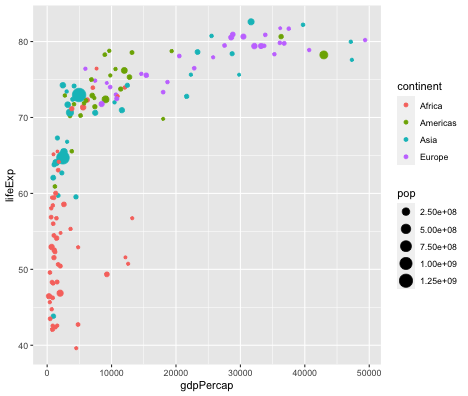 80
70
60
50
40
lifeExp
0
10000
20000
30000
40000
50000
gdpPercap
continent
Africa
Americas
Asia
Europe
pop
2.50e+08
5.00e+08
7.50e+08
1.00e+09
1.25e+09